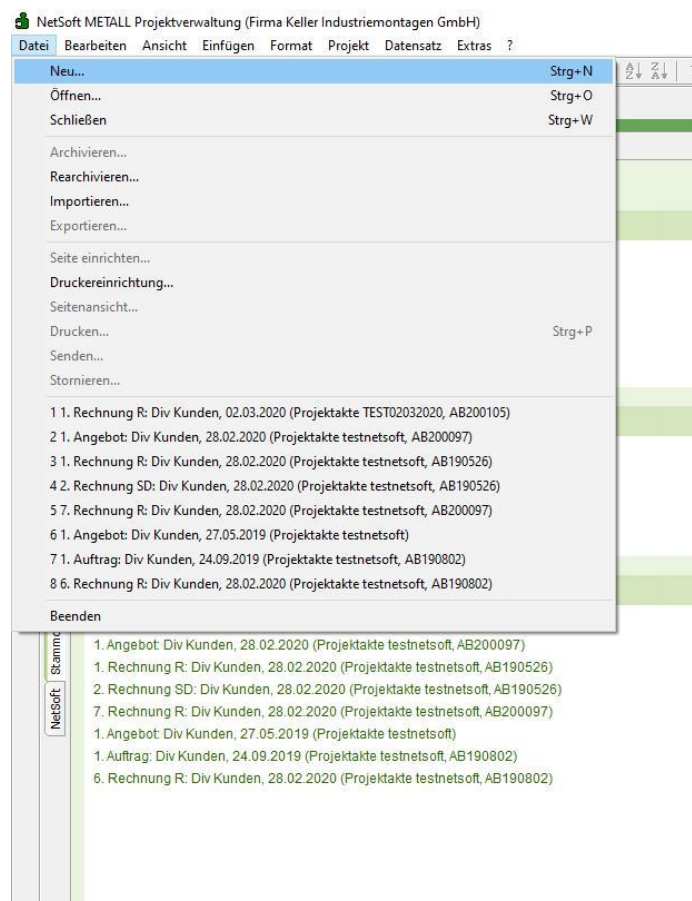 NetSoft METALL Projektverwaltung (Firma Keller Industriemontagen GmbH)
Datei Bearbeiten Ansicht Einfügen Format Projekt Datensatz Extras ?
Neu... Strg+N
Öffnen... Strg+O
Schließen Strg+W
Archivieren...
Rearchivieren...
Importieren...
Exportieren...
Seite einrichten...
Druckereinrichtung...
Seitenansicht...
Drucken... Strg+P
Senden...
Stornieren...
1 1. Rechnung R: Div Kunden, 02.03.2020 (Projektakte TEST02032020, AB200105)
2 1. Angebot: Div Kunden, 28.02.2020 (Projektakte testnetsoft, AB200097)
3 1. Rechnung R: Div Kunden, 28.02.2020 (Projektakte testnetsoft, AB190526)
4 2. Rechnung SD: Div Kunden, 28.02.2020 (Projektakte testnetsoft, AB190526)
5 7. Rechnung R: Div Kunden, 28.02.2020 (Projektakte testnetsoft, AB200097)
6 1. Angebot: Div Kunden, 27.05.2019 (Projektakte testnetsoft)
7 1. Auftrag: Div Kunden, 24.09.2019 (Projektakte testnetsoft, AB190802)
8 6. Rechnung R: Div Kunden, 28.02.2020 (Projektakte testnetsoft, AB190802)
Beenden
1. Angebot: Div Kunden, 28.02.2020 (Projektakte testnetsoft, AB200097)
1. Rechnung R: Div Kunden, 28.02.2020 (Projektakte testnetsoft, AB190526)
2. Rechnung SD: Div Kunden, 28.02.2020 (Projektakte testnetsoft, AB190526)
7. Rechnung R: Div Kunden, 28.02.2020 (Projektakte testnetsoft, AB200097)
1. Angebot: Div Kunden, 27.05.2019 (Projektakte testnetsoft)
1. Auftrag: Div Kunden, 24.09.2019 (Projektakte testnetsoft, AB190802)
6. Rechnung R: Div Kunden, 28.02.2020 (Projektakte testnetsoft, AB190802)
NetSoft